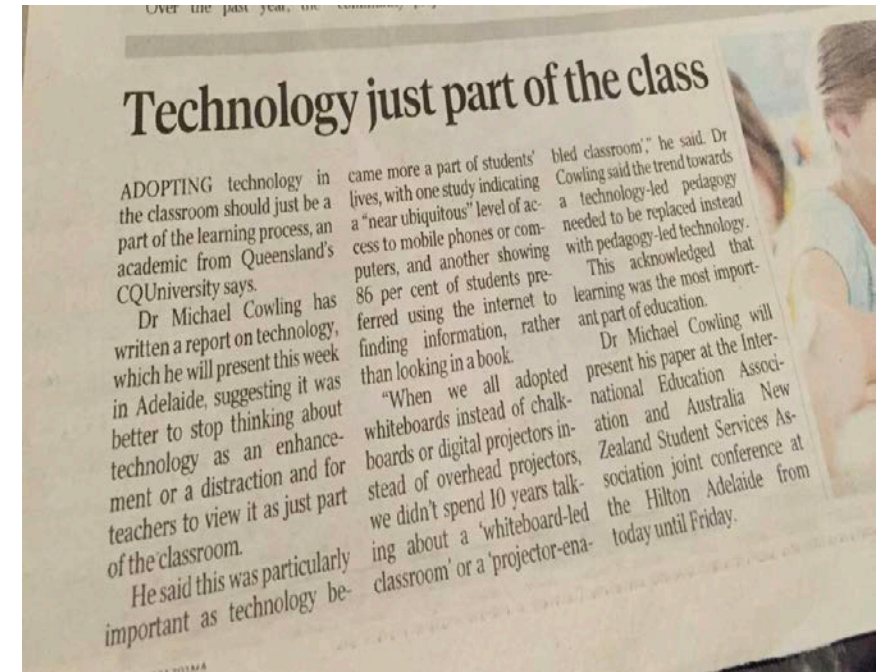 Over the past year, the
Technology just part of the class
ADOPTING technology in
the classroom should just be a
part of the learning process, an
academic from Queensland's
CQUniversity says.
Dr Michael Cowling has
written a report on technology,
which he will present this week
in Adelaide, suggesting it was
better to stop thinking about
technology as an enhance-
ment or a distraction and for
teachers to view it as just part
of the classroom.
He said this was particularly
important as technology be-
came more a part of students'
lives, with one study indicating
a "near ubiquitous" level of ac-
cess to mobile phones or com-
puters, and another showing
86 per cent of students pre-
ferred using the internet to
finding information, rather
than looking in a book.
"When we all adopted
whiteboards instead of chalk-
boards or digital projectors in-
stead of overhead projectors,
we didn't spend 10 years talk-
ing about a 'whiteboard-led
classroom' or a 'projector-ena-
bled classroom'," he said. Dr
Cowling said the trend towards
a technology-led pedagogy
needed to be replaced instead
with pedagogy-led technology.
This acknowledged that
learning was the most import-
ant part of education.
Dr Michael Cowling will
present his paper at the Inter-
national Education Associ-
ation and Australia New
Zealand Student Services As-
sociation joint conference at
the Hilton Adelaide from
today until Friday.